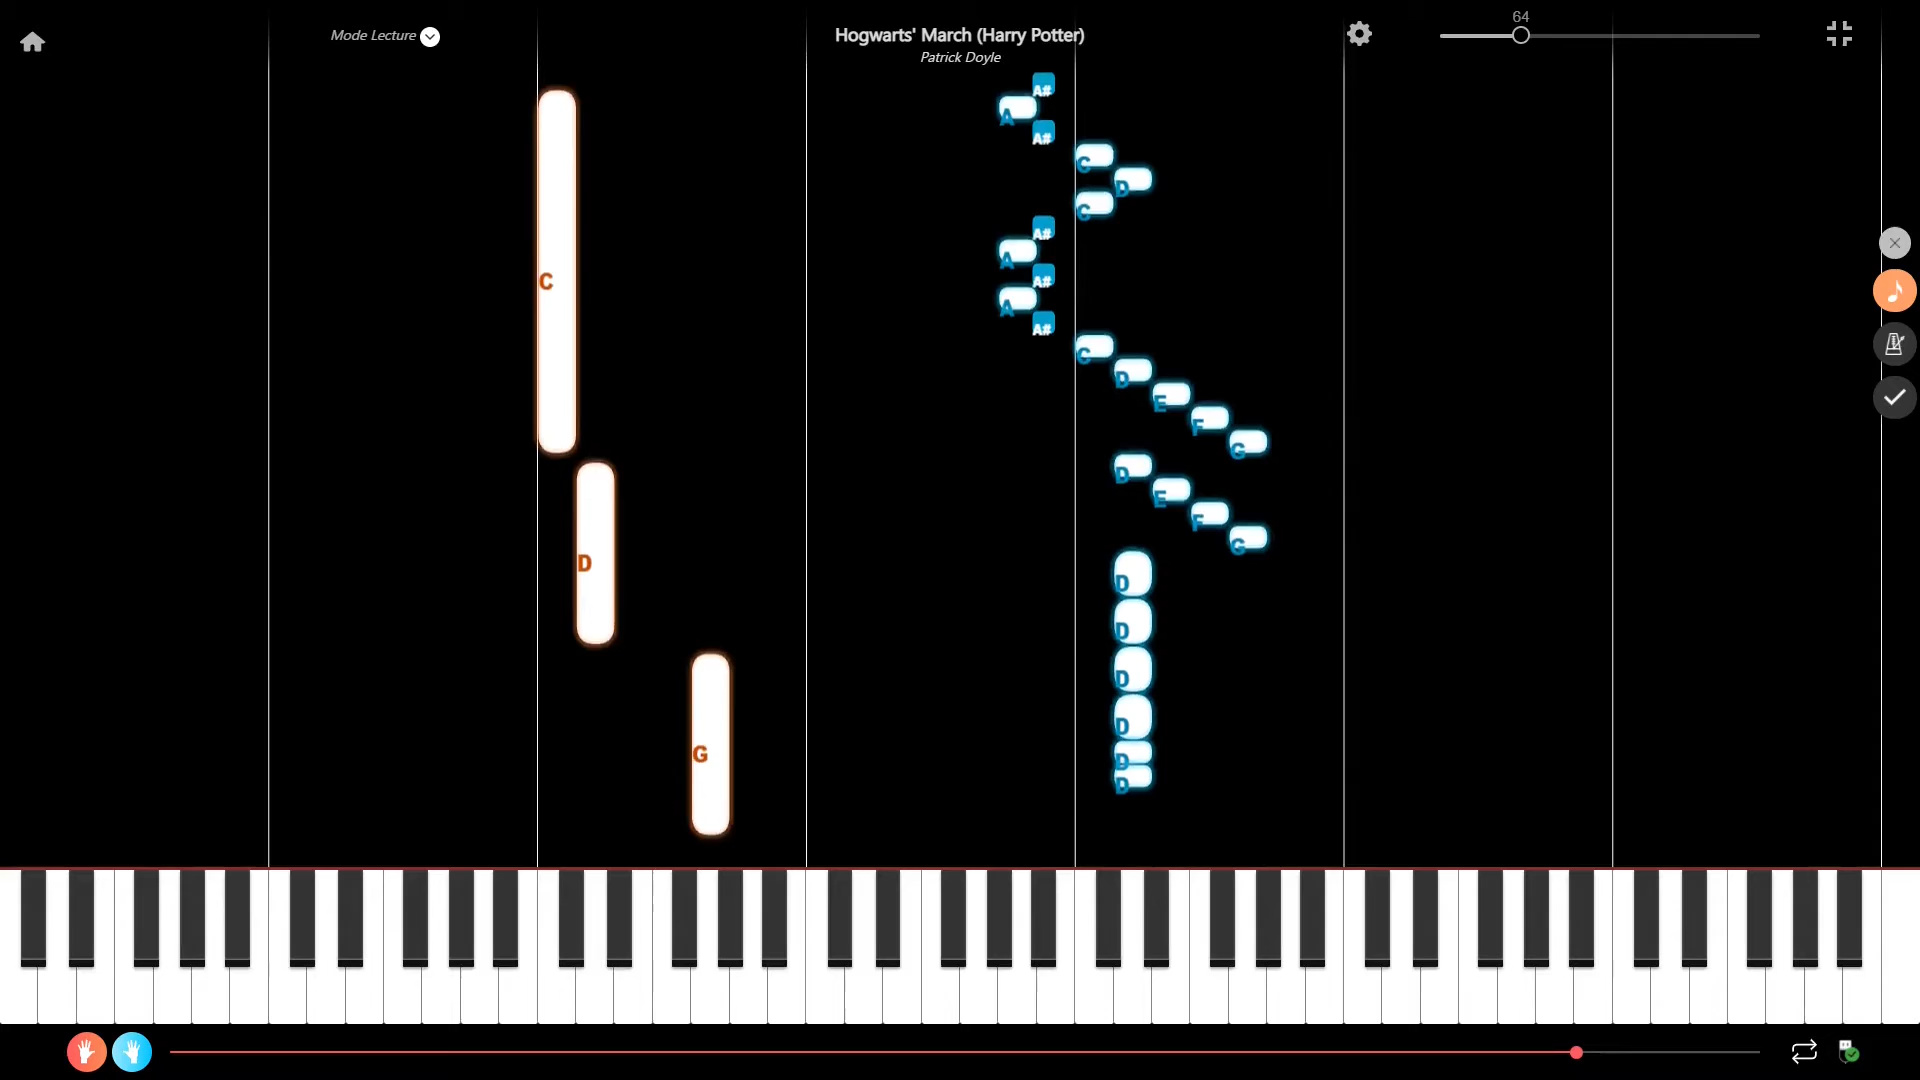 Mode Lecture
Hogwarts' March (Harry Potter)
Patrick Doyle
64
A#
A
A#
C
D
C
A#
A
C
A#
A
A#
C
D
E
F
G
D
E
F
G
D
D
D
D
D
G
D
D